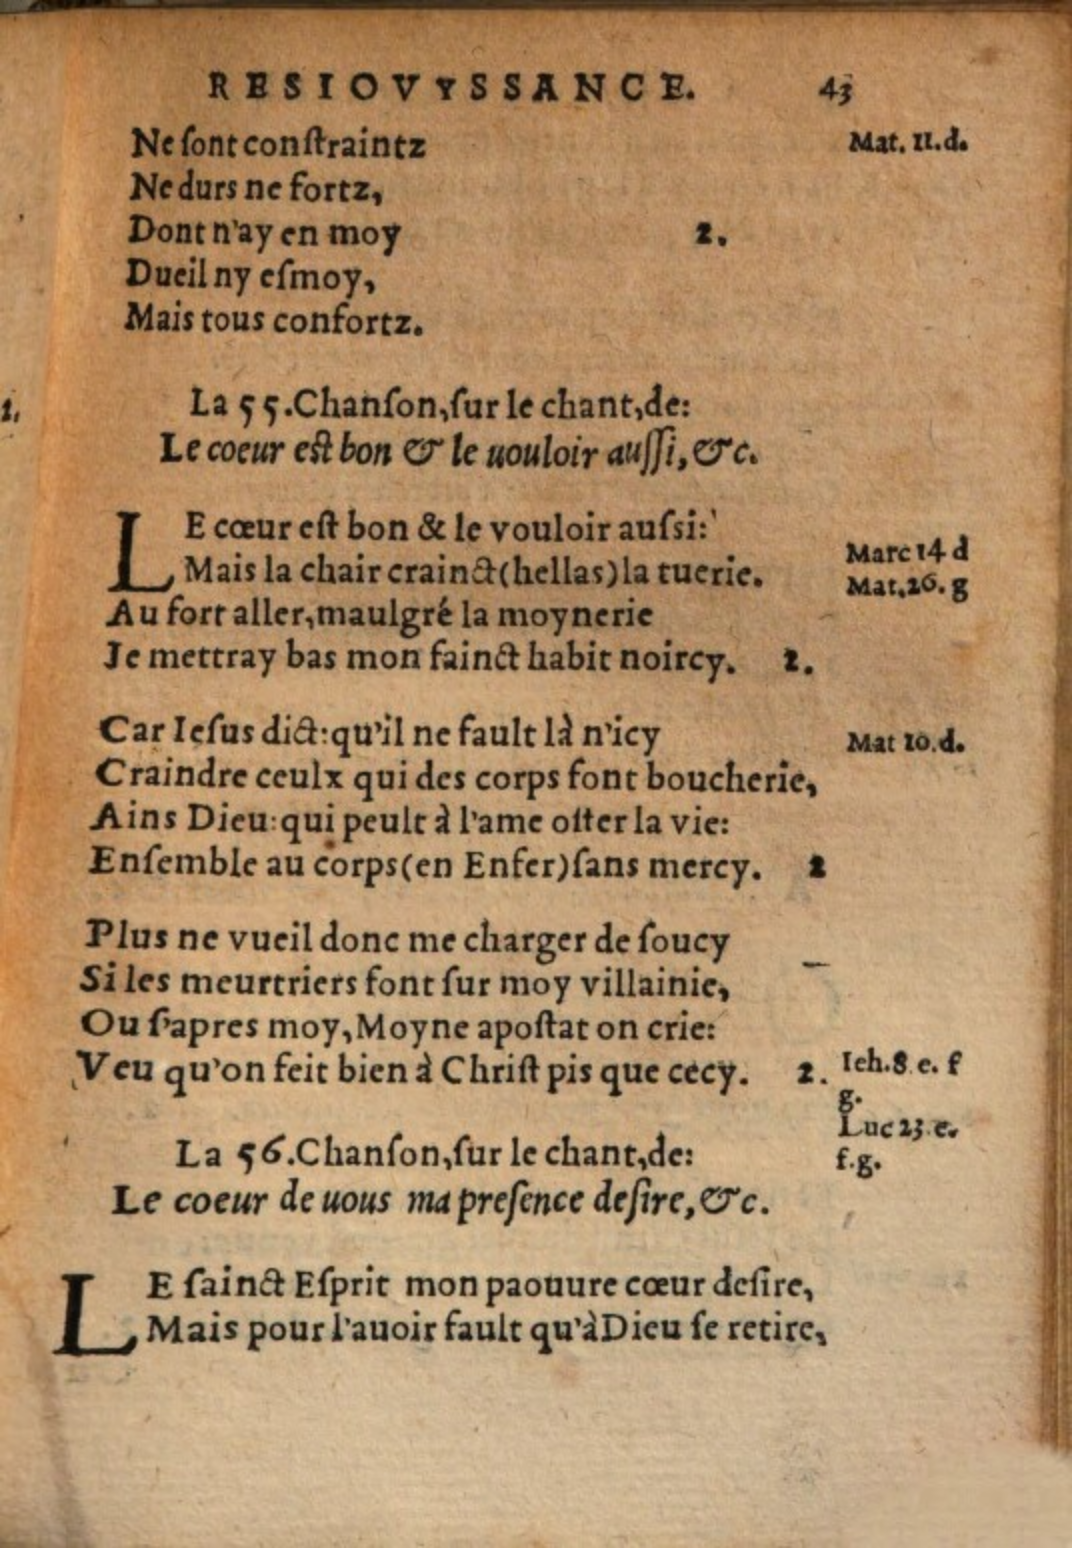 RESIOVYSSANCE. 43
Ne ſont conſtraintz Mat. 11.d.
Ne durs ne fortz,
Dont n'ay en moy 2.
Dueil ny eſmoy,
Mais tous confortz.
1.
La 55.Chanſon,ſur le chant,de:
Le coeur eſt bon & le uouloir auſſi,&c.
LE cœur eſt bon & le vouloir auſsi:
Mais la chair crainct(hellas)la tuerie.
Marc 14 d
Mat.26. g
Au fort aller,maulgré la moynerie
Je mettray bas mon fainct habit noircy. 2.
Car Ieſus dict:qu'il ne fault là n'icy Mat 10.d.
Craindre ceulx qui des corps font boucherie,
Ains Dieu:qui peult à l'ame oſter la vie:
Enſemble au corps(en Enfer)ſans mercy. 2
Plus ne vueil donc me charger de ſoucy
Si les meurtriers font ſur moy villainie,
Ou ſ'apres moy,Moyne apoſtat on crie:
Veu qu'on feit bien à Chriſt pis que cecy. 2.
Ieh.8 e. f
g.
Luc 23 e.
f.g.
La 56.Chanſon,ſur le chant,de:
Le coeur de uous ma preſence deſire,&c.
LE ſainct Eſprit mon paouure cœur deſire,
Mais pour l'auoir fault qu'à Dieu ſe retire,